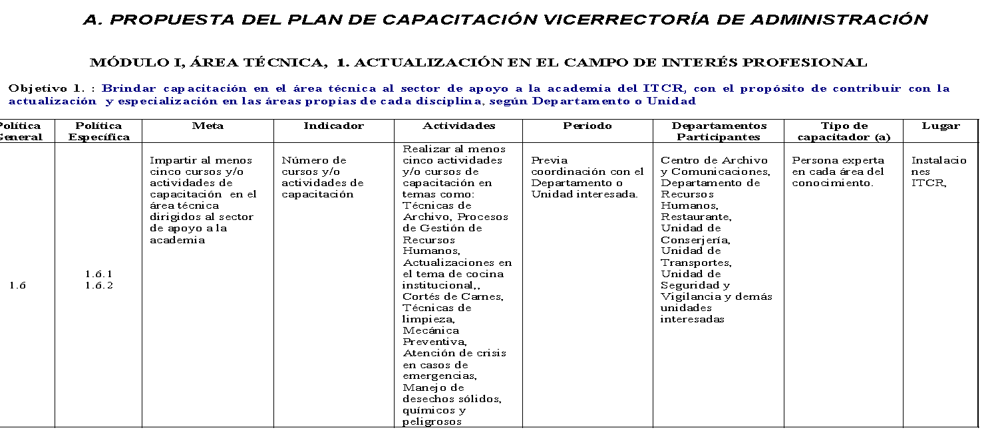 A. PROPUESTA DEL PLAN DE CAPACITACIÓN VICERRECTORÍA DE ADMINISTRACIÓN
MÓDULO I, ÁREA TÉCNICA, 1. ACTUALIZACIÓN EN EL CAMPO DE INTERÉS PROFESIONAL
Objetivo 1. : Brindar capacitación en el área técnica al sector de apoyo a la academia del ITCR, con el propósito de contribuir con la
actualización y especialización en las áreas propias de cada disciplina, según Departamento o Unidad
Política
General
Política
Específica
Meta
Indicador
Actividades
Periodo
Departamentos
Participantes
Tipo de
capacitador (a)
Lugar
1.6
1.6.1
1.6.2
Impartir al menos
cinco cursos y/o
actividades de
capacitación en el
área técnica
dirigidos al sector
de apoyo a la
academia
Número de
cursos y/o
actividades de
capacitación
Realizar al menos
cinco actividades
y/o cursos de
capacitación en
temas como:
Técnicas de
Archivo, Procesos
de Gestión de
Recursos
Humanos,
Actualizaciones en
el tema de cocina
institucional,,
Cortés de Carnes,
Técnicas de
limpieza,
Mecánica
Preventiva,
Atención de crisis
en casos de
emergencias,
Manejo de
desechos sólidos,
químicos y
peligrosos
Previa
coordinación con el
Departamento o
Unidad interesada.
Centro de Archivo
y Comunicaciones,
Departamento de
Recursos
Humanos,
Restaurante,
Unidad de
Conserjería,
Unidad de
Transportes,
Unidad de
Seguridad y
Vigilancia y demás
unidades
interesadas
Persona experta
en cada área del
conocimiento.
Instalacio
nes
ITCR,